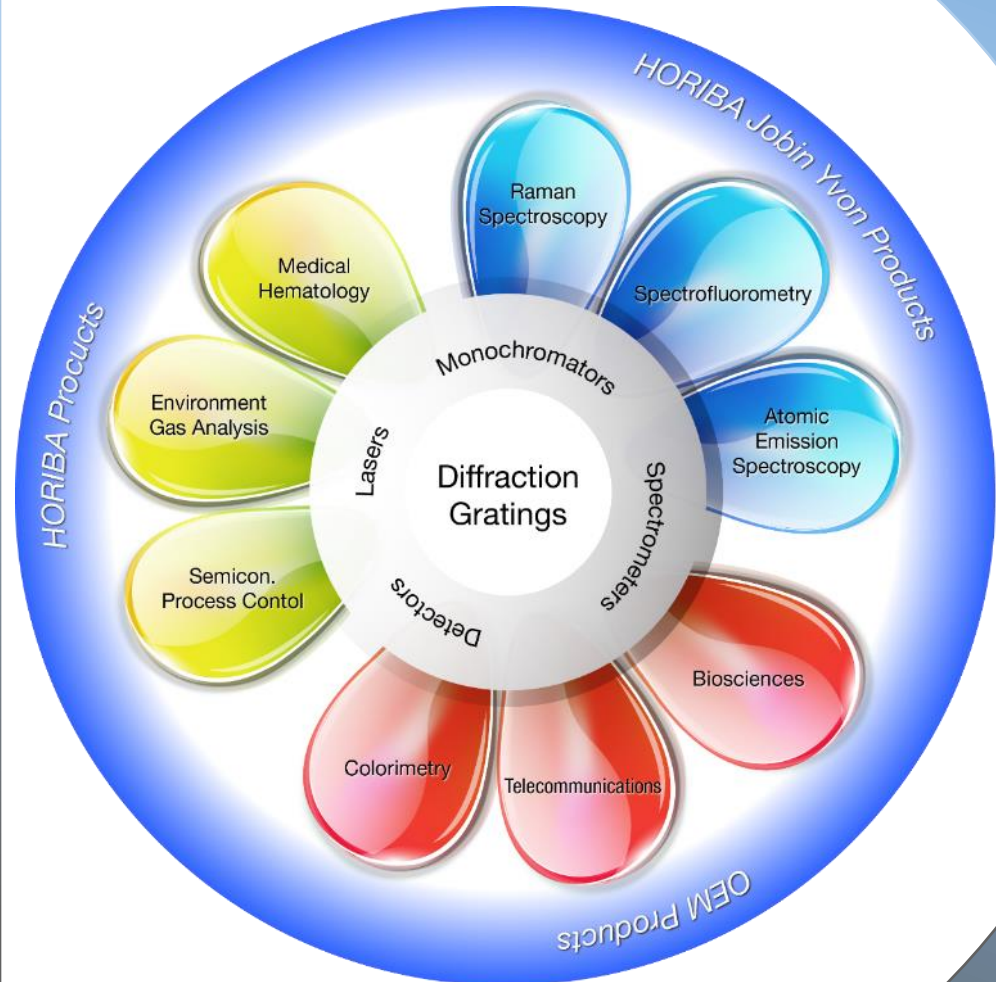 HORIBA Jobin Yvon Products
Raman
Spectroscopy
Spectrofluorometry
Atomic
Emission
Spectroscopy
Medical
Hematology
Environment
Gas Analysis
Semicon.
Process Contol
HORIBA Procucts
Monochromators
Lasers
Spectrometers
Detectors
Diffraction
Gratings
Biosciences
Telecommunications
Colorimetry
OEM Products